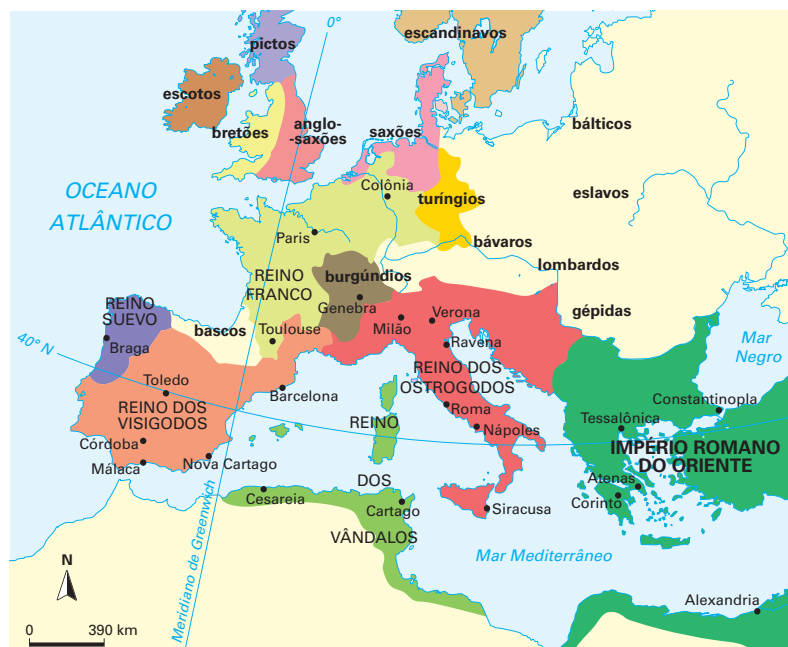 escandinavos
0°
pictos
escotos
bretões
anglo-
-saxões
saxões
bálticos
OCEANO
ATLÂNTICO
Colônia
turíngios
eslavos
Paris
bávaros
lombardos
REINO
FRANCO
burgúndios
Genebra
gépidas
REINO
SUEVO
bascos
Toulouse
Milão
Verona
Ravena
Mar
Negro
40° N
Braga
Toledo
Barcelona
REINO DOS
OSTROGODOS
Constantinopla
REINO DOS
VISIGODOS
REINO
Roma
Nápoles
Tessalônica
Córdoba
Málaca
Nova Cartago
IMPÉRIO ROMANO
DO ORIENTE
Atenas
Corinto
Cesareia
DOS
Cartago
Siracusa
VÂNDALOS
Meridiano de Greenwich
Mar Mediterrâneo
Alexandria
N
0 390 km